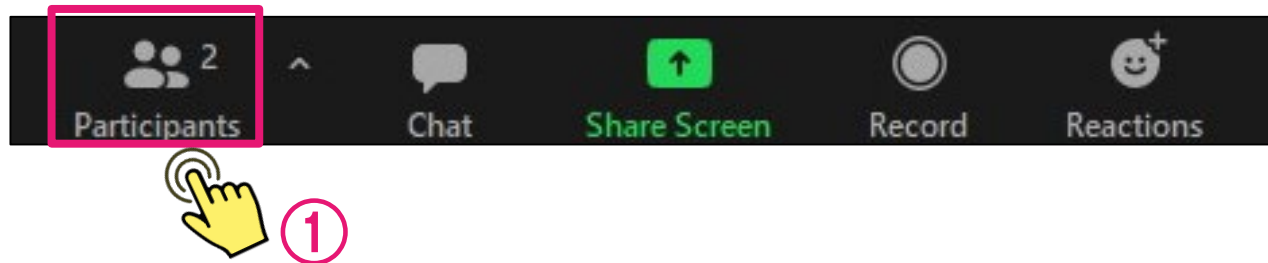 2
Participants
Chat
Share Screen
Record
Reactions
①